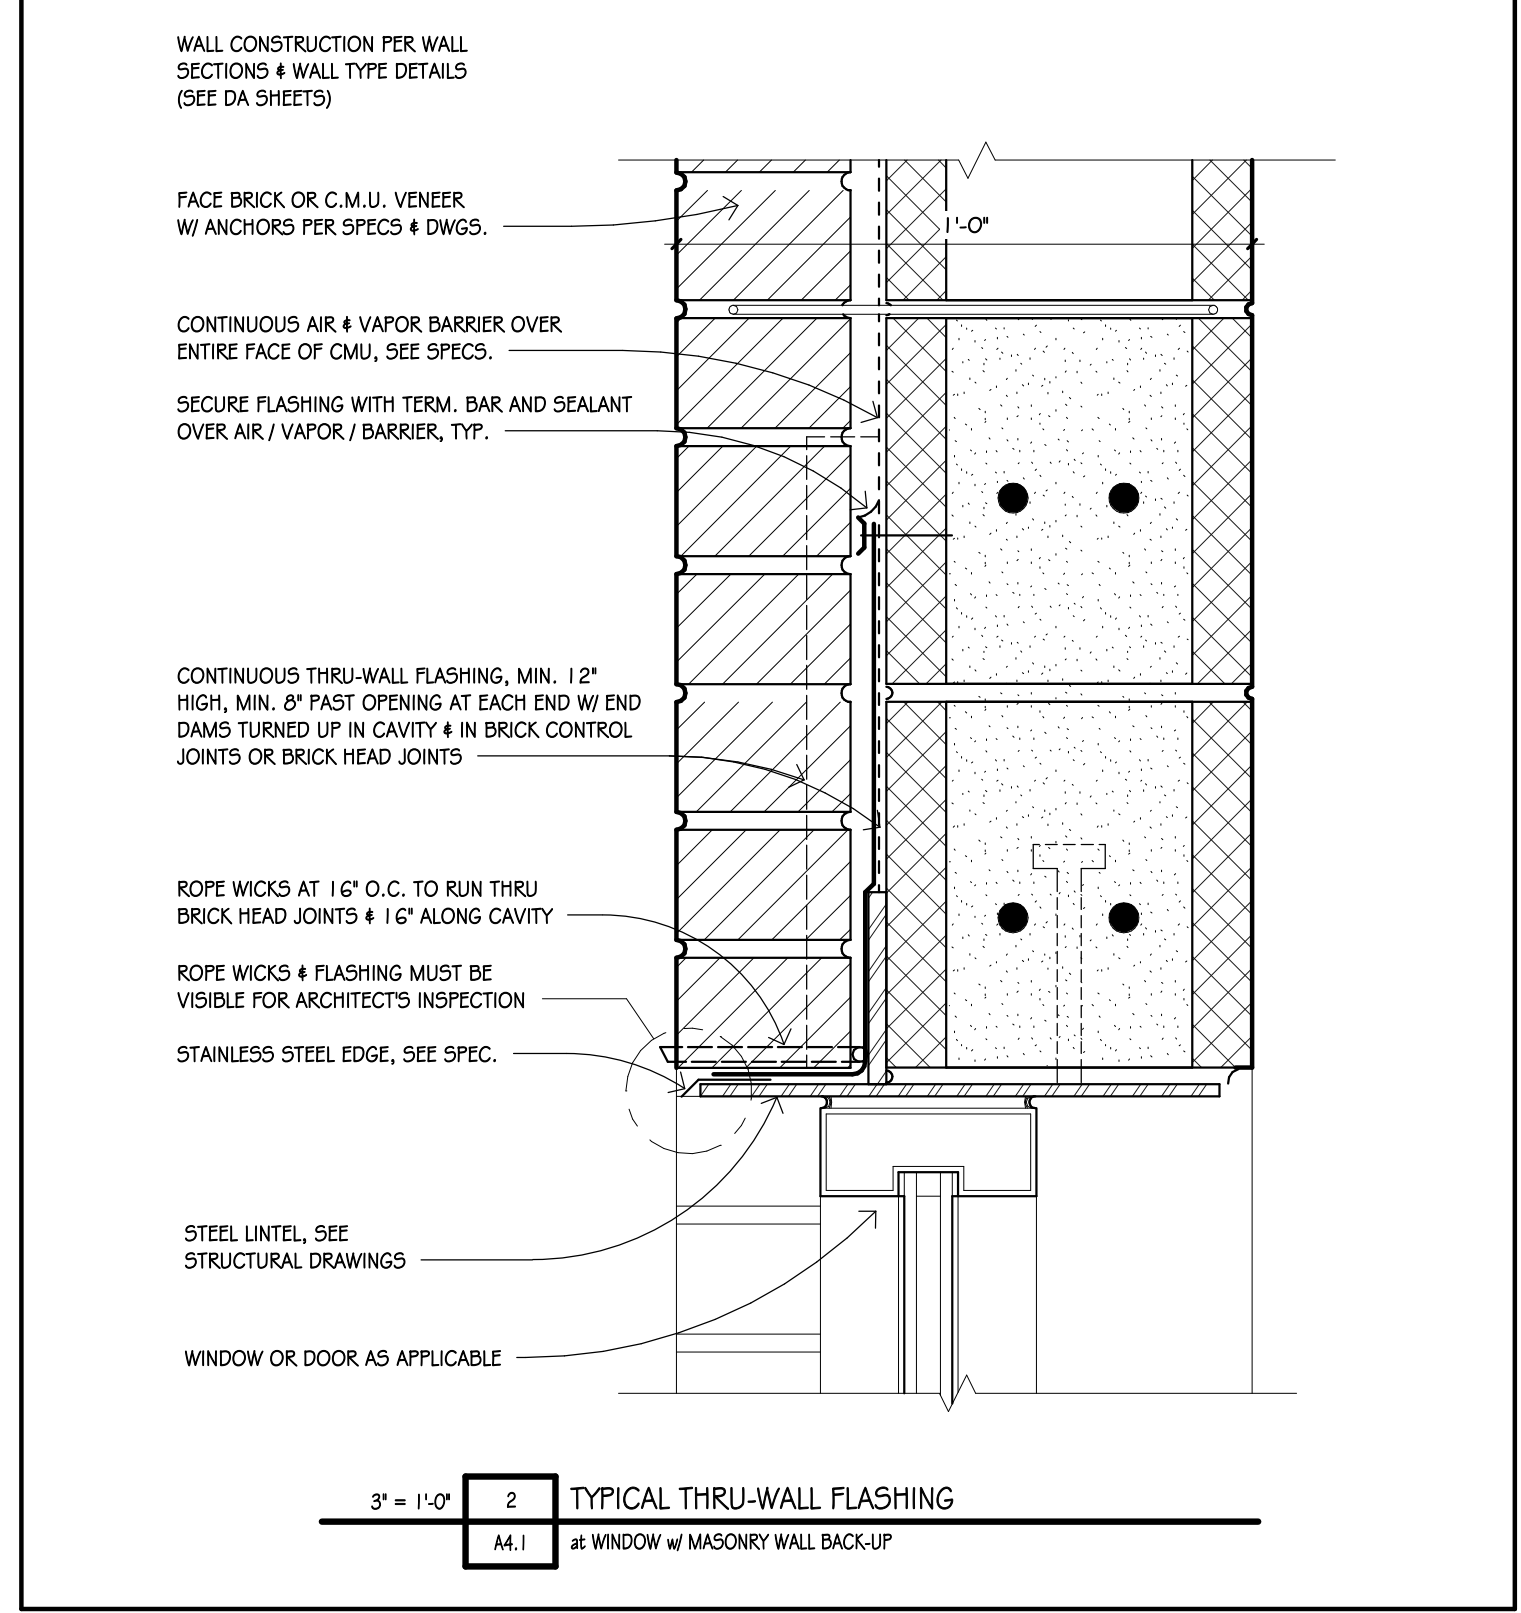 WALL CONSTRUCTION PER WALL
SECTIONS & WALL TYPE DETAILS
(SEE DA SHEETS)
FACE BRICK OR C.M.U. VENEER
W/ ANCHORS PER SPECS & DWGS.
1'-0"
CONTINUOUS AIR & VAPOR BARRIER OVER
ENTIRE FACE OF CMU, SEE SPECS.
SECURE FLASHING WITH TERM. BAR AND SEALANT
OVER AIR / VAPOR / BARRIER, TYP.
CONTINUOUS THRU-WALL FLASHING, MIN. 12"
HIGH, MIN. 8" PAST OPENING AT EACH END W/ END
DAMS TURNED UP IN CAVITY & IN BRICK CONTROL
JOINTS OR BRICK HEAD JOINTS
ROPE WICKS AT 16" O.C. TO RUN THRU
BRICK HEAD JOINTS & 16" ALONG CAVITY
ROPE WICKS & FLASHING MUST BE
VISIBLE FOR ARCHITECT'S INSPECTION
STAINLESS STEEL EDGE, SEE SPEC.
STEEL LINTEL, SEE
STRUCTURAL DRAWINGS
WINDOW OR DOOR AS APPLICABLE
3" = 1'-0"
2
TYPICAL THRU-WALL FLASHING
A4.1
at WINDOW w/ MASONRY WALL BACK-UP